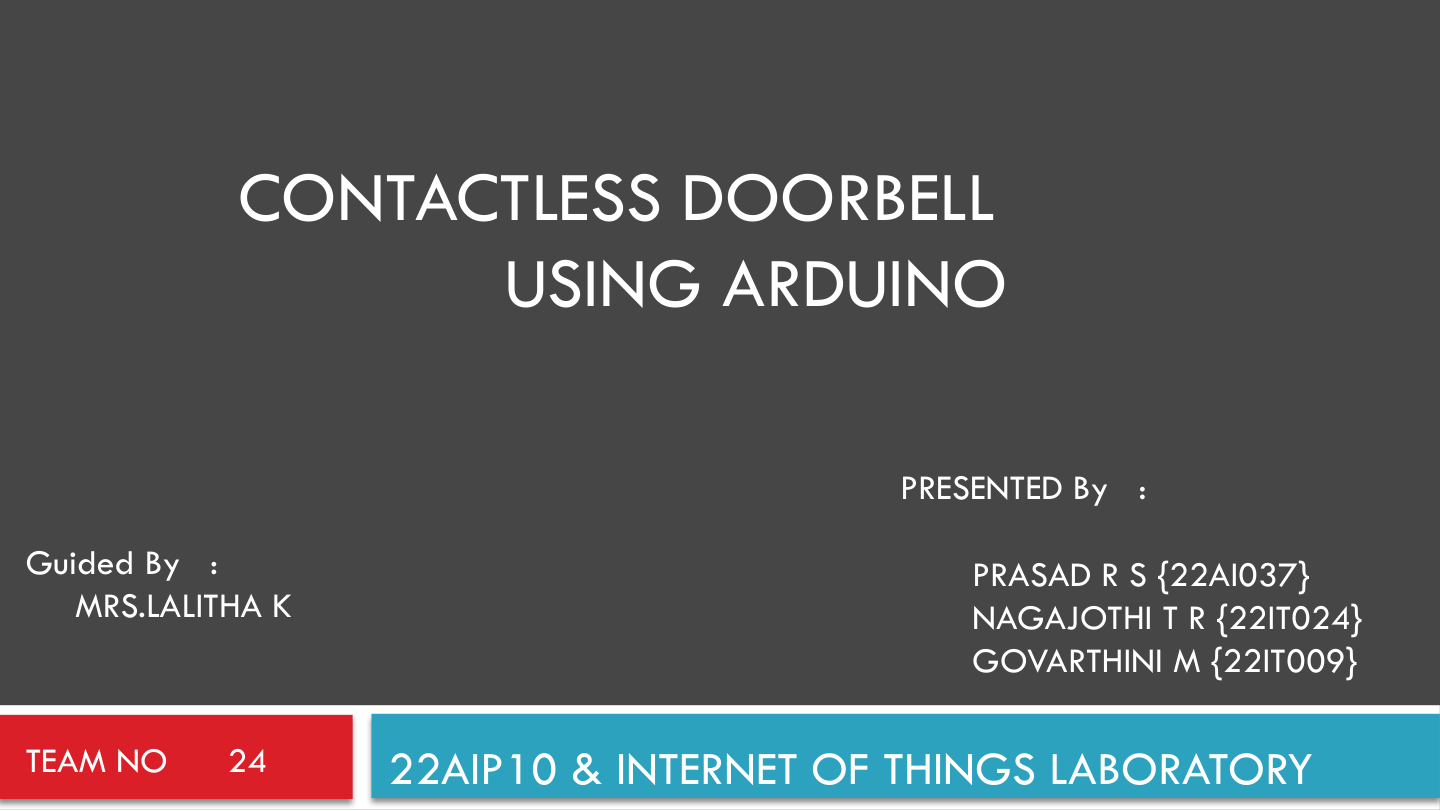 CONTACTLESS DOORBELL
USING ARDUINO
PRESENTED By :
PRASAD R S {22AI037}
NAGAJOTHI T R {22IT024}
GOVARTHINI M {22IT009}
Guided By :
MRS.LALITHA K
TEAM NO 24
22AIP10 & INTERNET OF THINGS LABORATORY